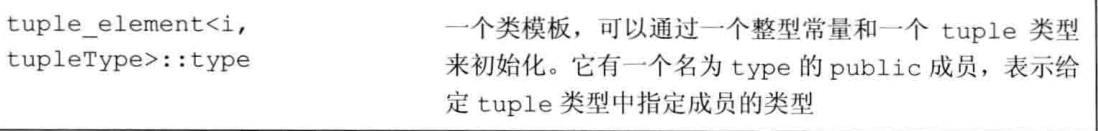 tuple_element<i,
tupleType>::type
一个类模板，可以通过一个整型常量和一个 tuple 类型
来初始化。它有一个名为 type 的 public 成员，表示给
定 tuple 类型中指定成员的类型